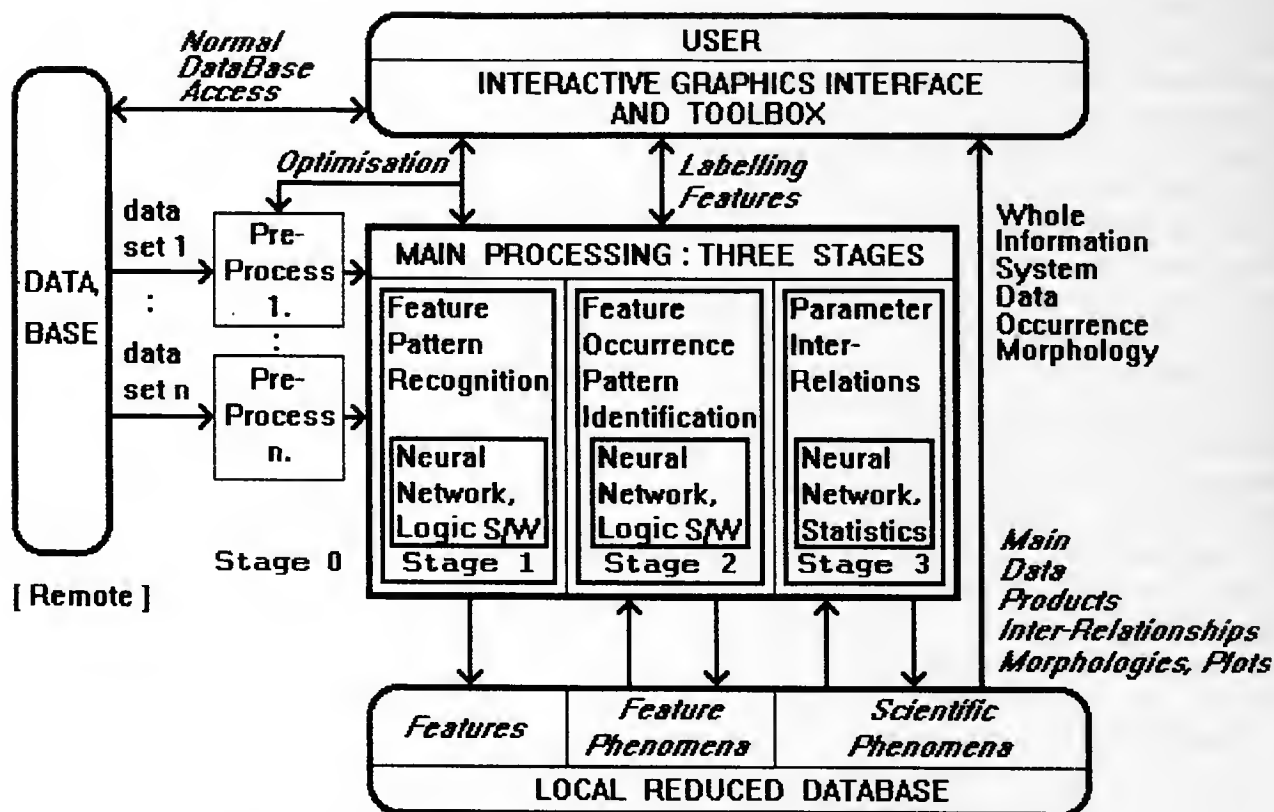 Normal
DataBase
Access
USER
INTERACTIVE GRAPHICS INTERFACE
AND TOOLBOX
Optimisation
Labelling
Features
data
set 1
:
data
set n
DATA,
BASE
[ Remote ]
Pre-
Process
1.
:
Pre-
Process
n.
Stage 0
MAIN PROCESSING : THREE STAGES
Feature
Pattern
Recognition
Neural
Network,
Logic S/W
Stage 1
Feature
Occurrence
Pattern
Identification
Neural
Network,
Logic S/W
Stage 2
Parameter
Inter-
Relations
Neural
Network,
Statistics
Stage 3
Whole
Information
System
Data
Occurrence
Morphology
Main
Data
Products
Inter-Relationships
Morphologies, Plots
Features
Feature
Phenomena
Scientific
Phenomena
LOCAL REDUCED DATABASE